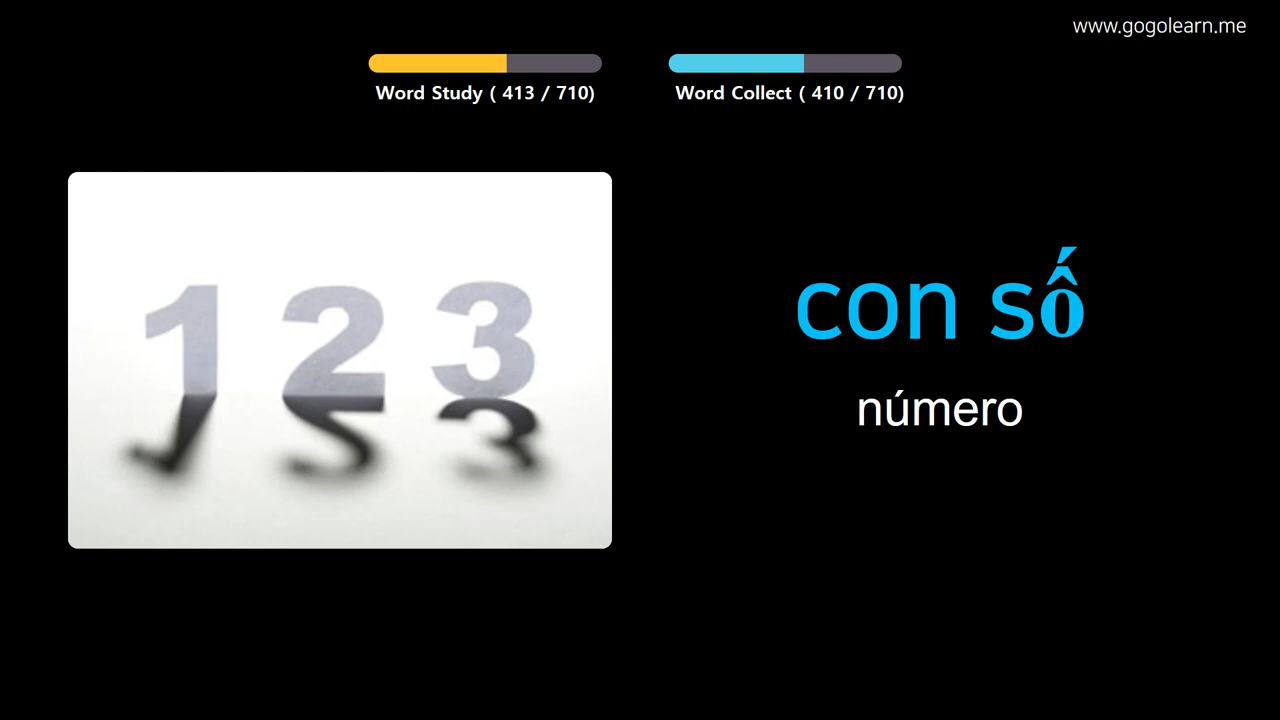 www.gogolearn.me
Word Study ( 413 / 710)
Word Collect ( 410 / 710)
1 2 3
con số
número